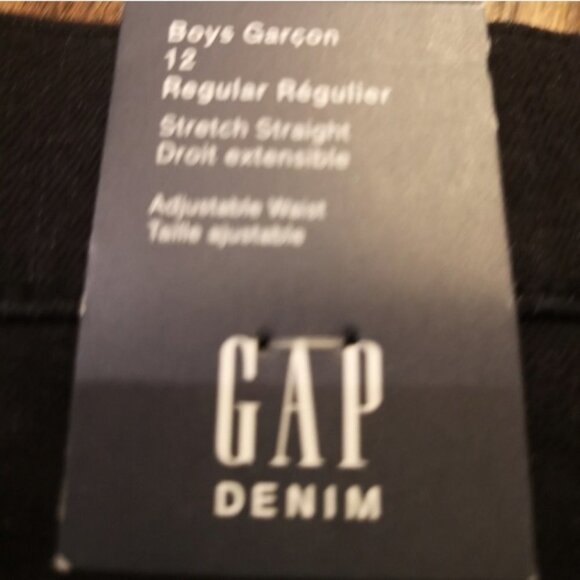 Boys Garçon
12
Regular Régulier
Stretch Straight
Droit extensible
Adjustable Waist
Taille ajustable
GAP
DENIM